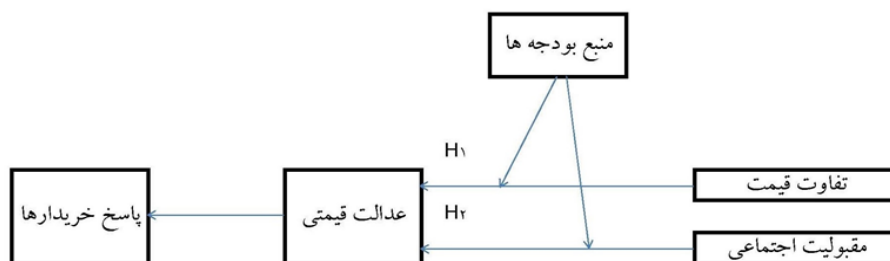 منبع بودجه ها
H۱
تفاوت قیمت
عدالت قیمتی
پاسخ خریدارها
H۲
مقبولیت اجتماعی